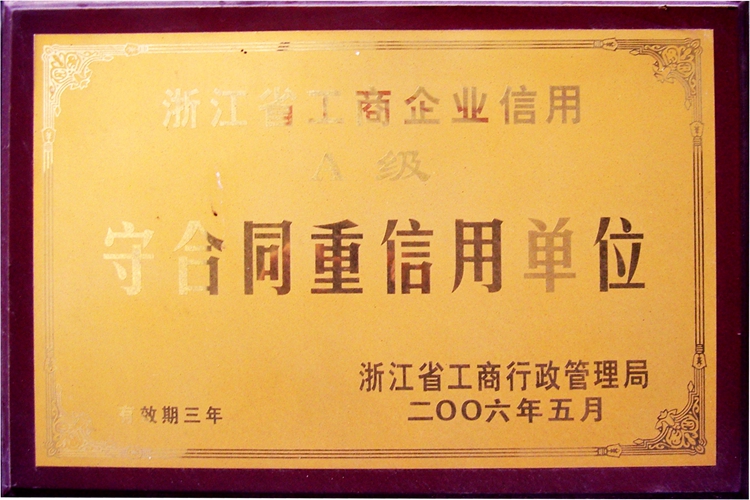 浙江省工商企业信用
A级
守合同重信用单位
浙江省工商行政管理局
有效期三年
二〇〇六年五月